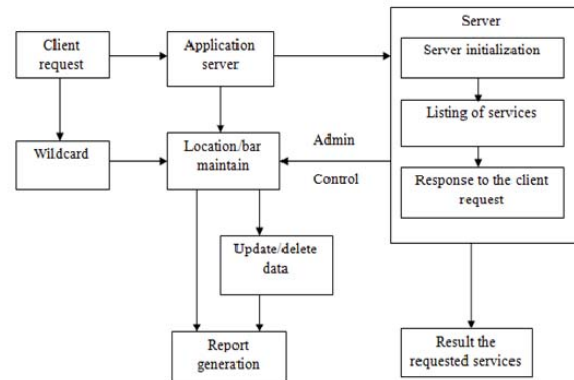 Server
Client
request
Application
server
Server initialization
Listing of services
Wildcard
Location/bar
maintain
Admin
Control
Response to the client
request
Update/delete
data
Report
generation
Result the
requested services